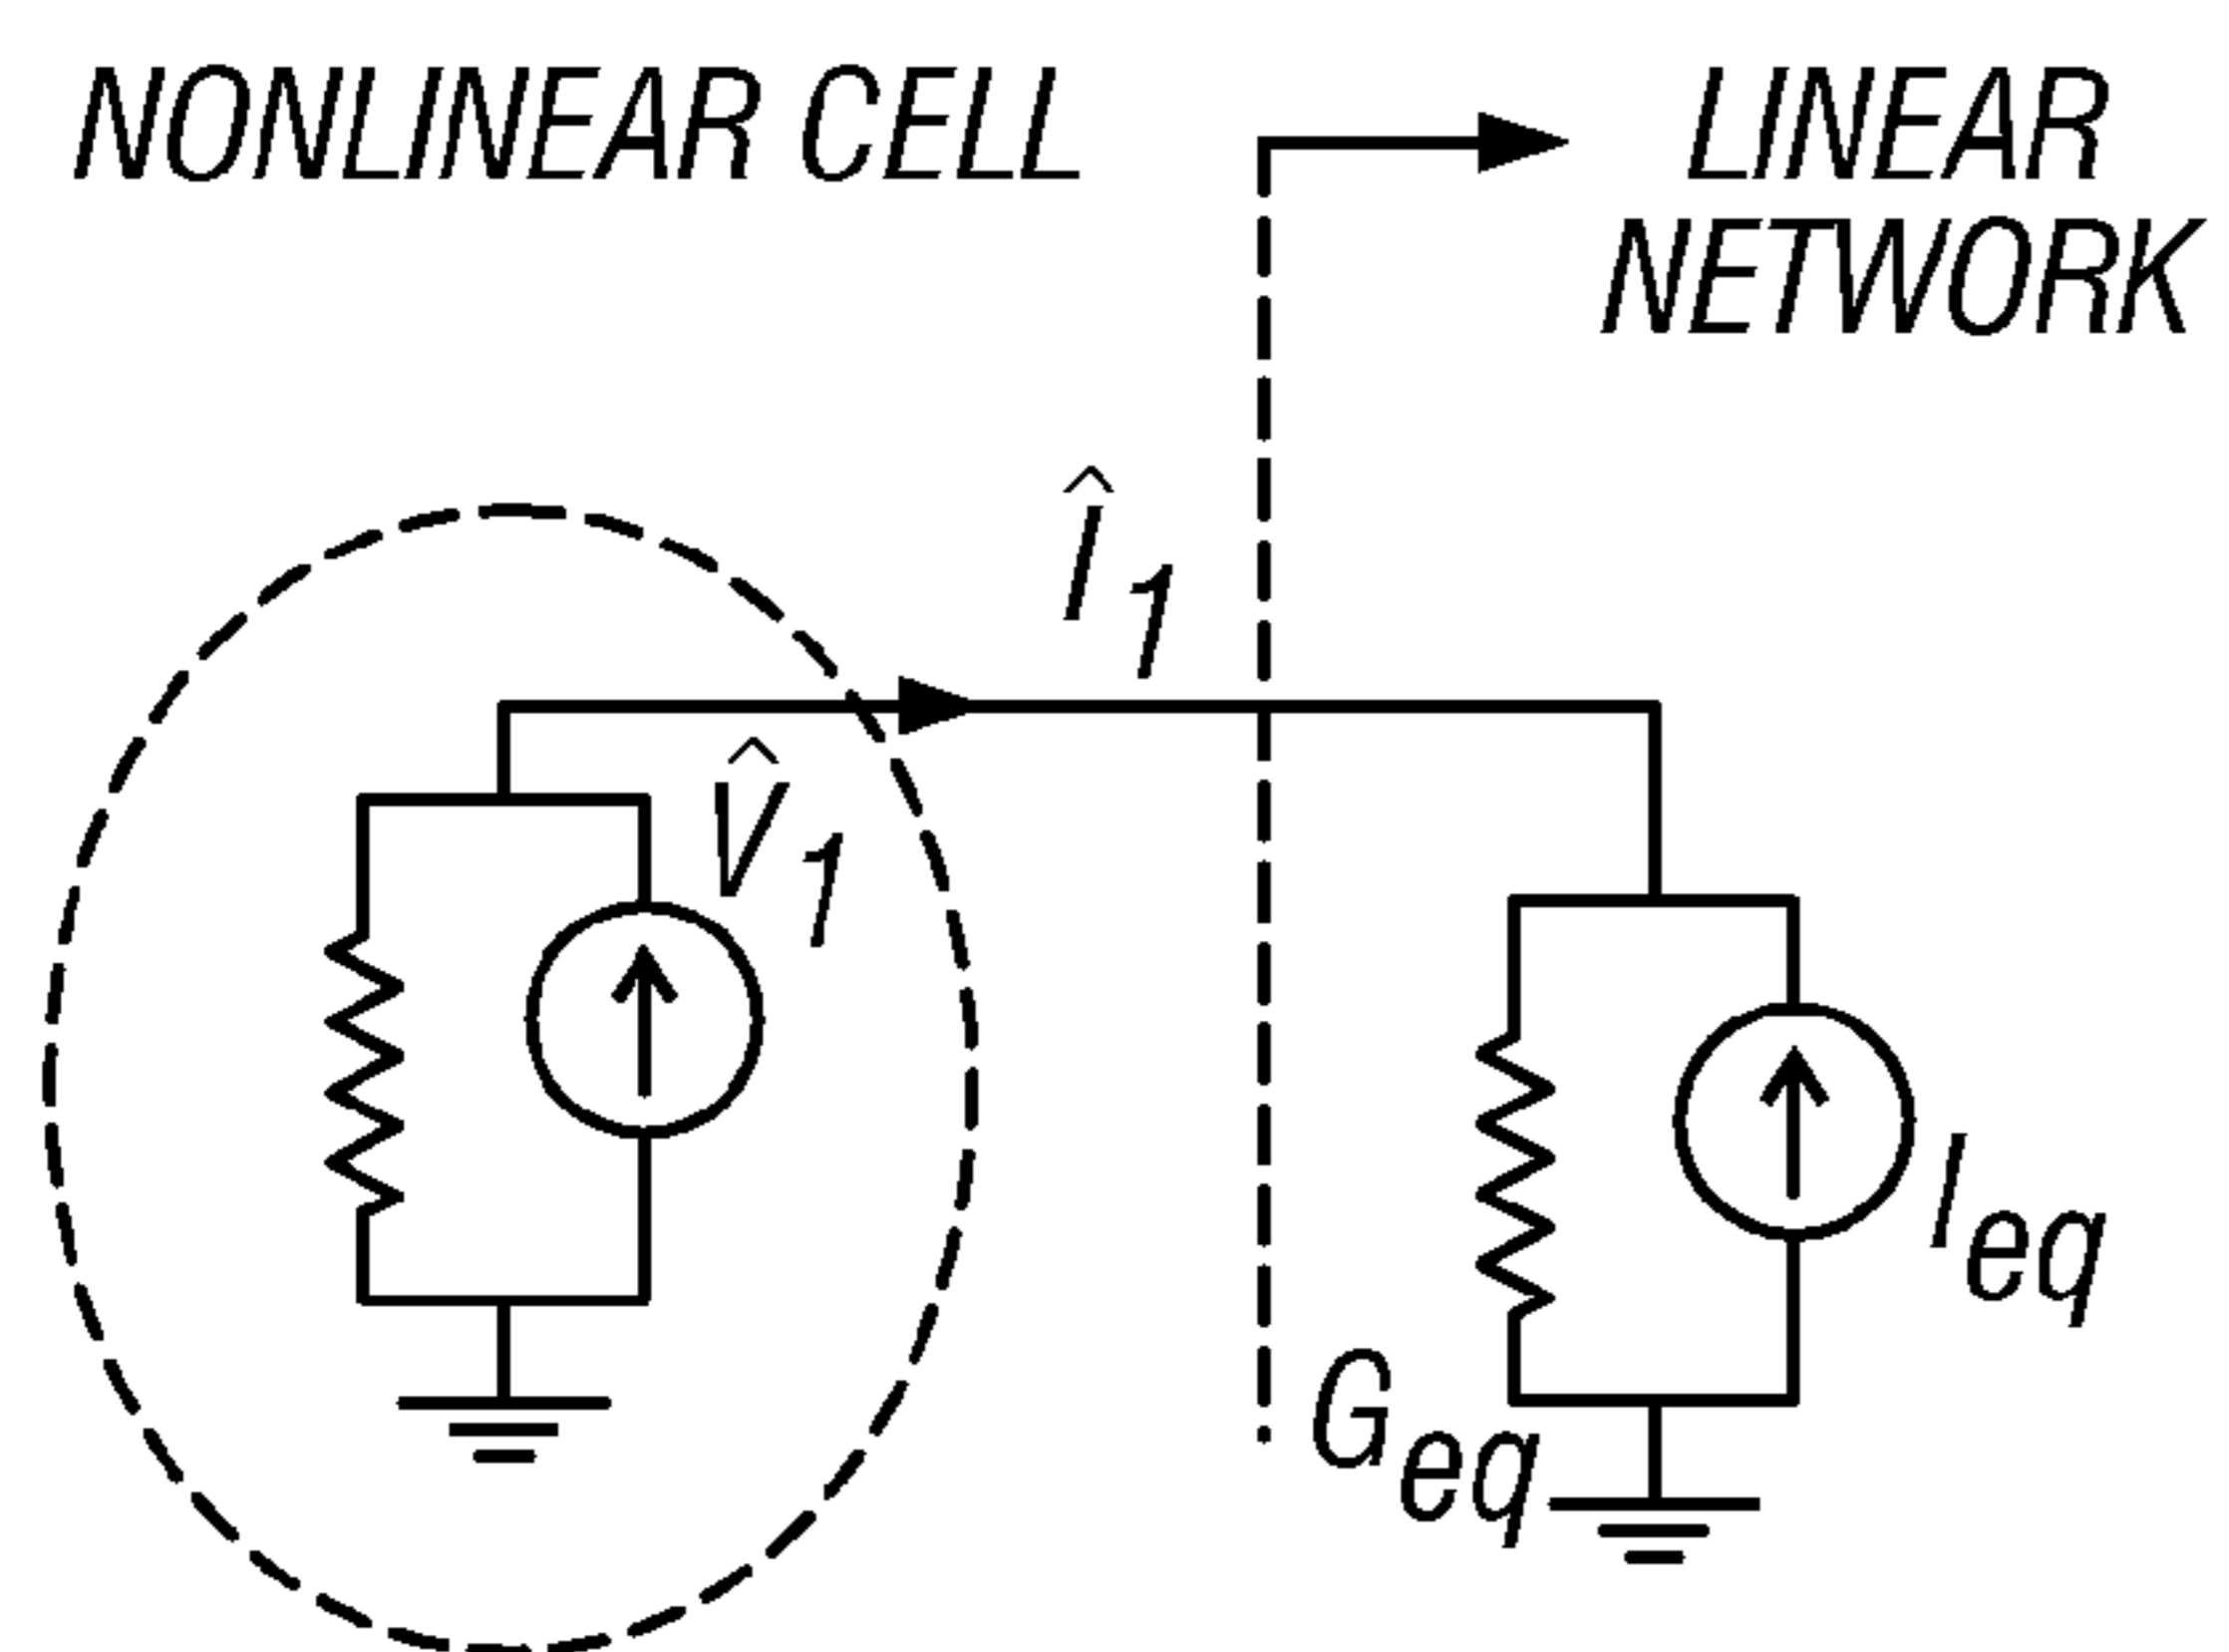 NONLINEAR CELL
LINEAR
NETWORK
Î1
V̂1
Ieq
Geq